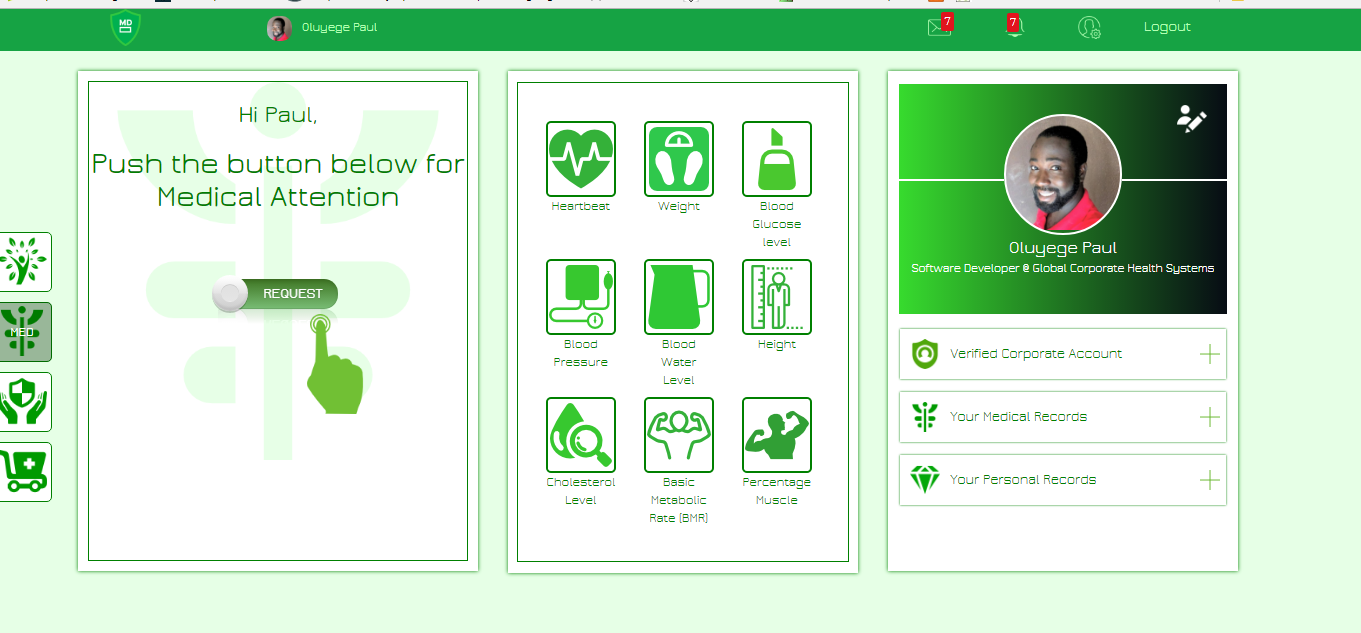 MD
Oluyege Paul
7
7
Logout
Hi Paul,
Push the button below for
Medical Attention
REQUEST
MED
Heartbeat
Weight
Blood
Glucose
level
Blood
Pressure
Blood
Water
Level
Height
Cholesterol
Level
Basic
Metabolic
Rate (BMR)
Percentage
Muscle
Oluyege Paul
Software Developer @ Global Corporate Health Systems
Verified Corporate Account
Your Medical Records
Your Personal Records